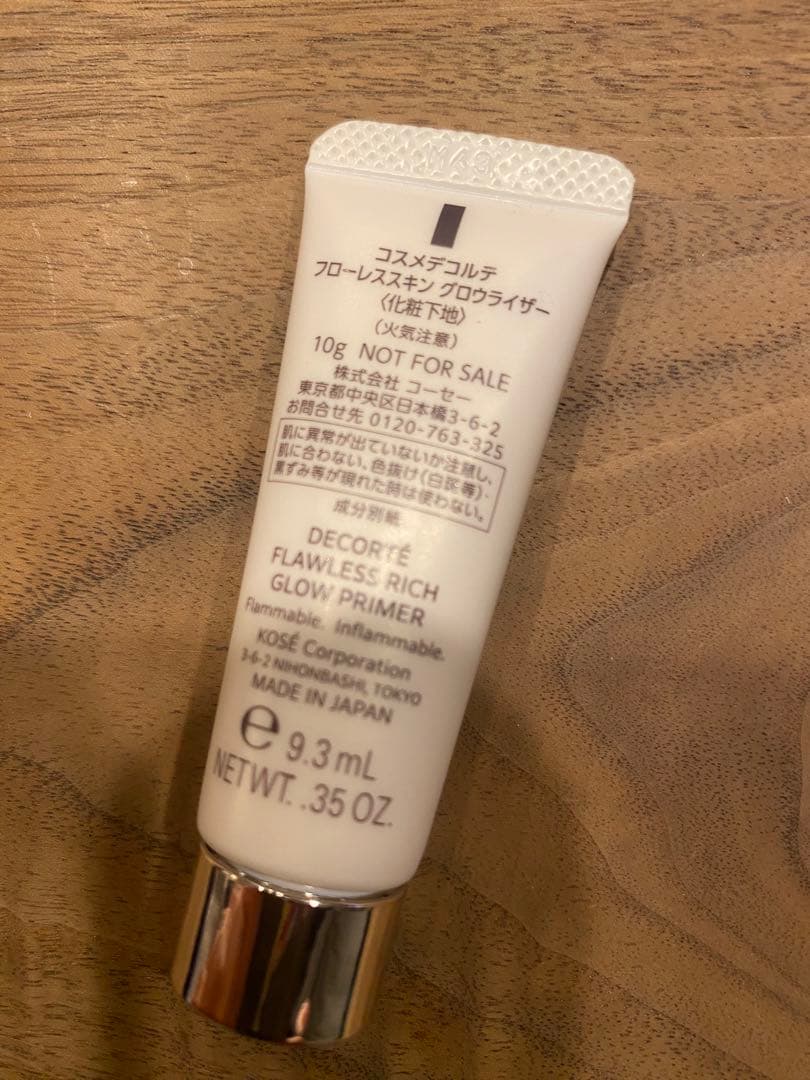 コスメデコルテ
フローレススキン グロウライザー
〈化粧下地〉
(火気注意)
10g NOT FOR SALE
株式会社 コーセー
東京都中央区日本橋3-6-2
お問合せ先 0120-763-325
肌に異常が出ていないか注意し、
肌に合わない、色抜け(白斑等)・
黒ずみ等が現れた時は使わない。
成分別紙
DECORTÉ
FLAWLESS RICH
GLOW PRIMER
Flammable. Inflammable.
KOSÉ Corporation
3-6-2 NIHONBASHI, TOKYO
MADE IN JAPAN
℮ 9.3 mL
NETWT. .35 OZ.